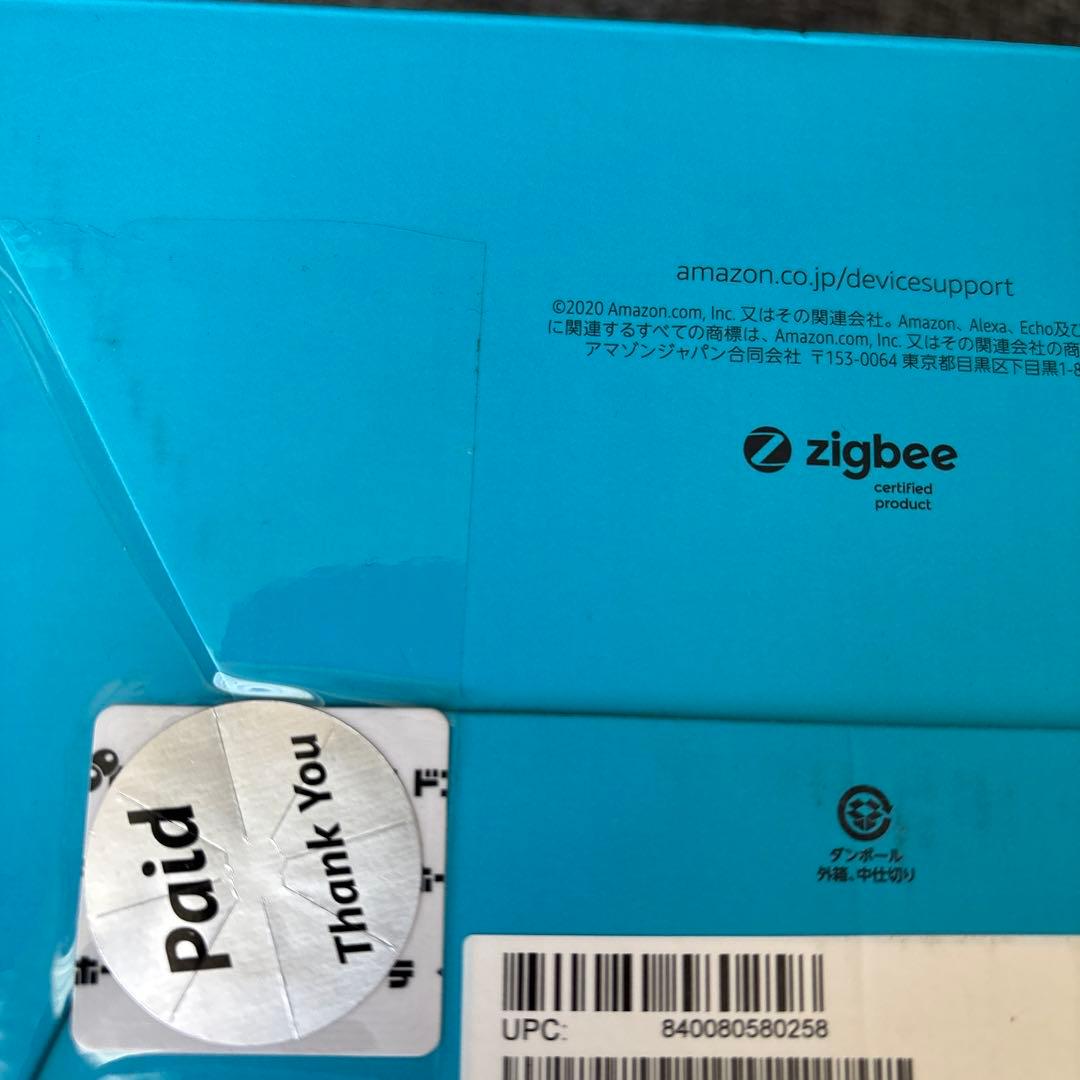 amazon.co.jp/devicesupport
©2020 Amazon.com, Inc. 又はその関連会社。Amazon、Alexa、Echo及び
に関連するすべての商標は、Amazon.com, Inc. 又はその関連会社の商
アマゾンジャパン合同会社 〒153-0064 東京都目黒区下目黒1-8
zigbee
certified
product
Paid
Thank You
ダンボール
外箱、中仕切り
UPC: 840080580258